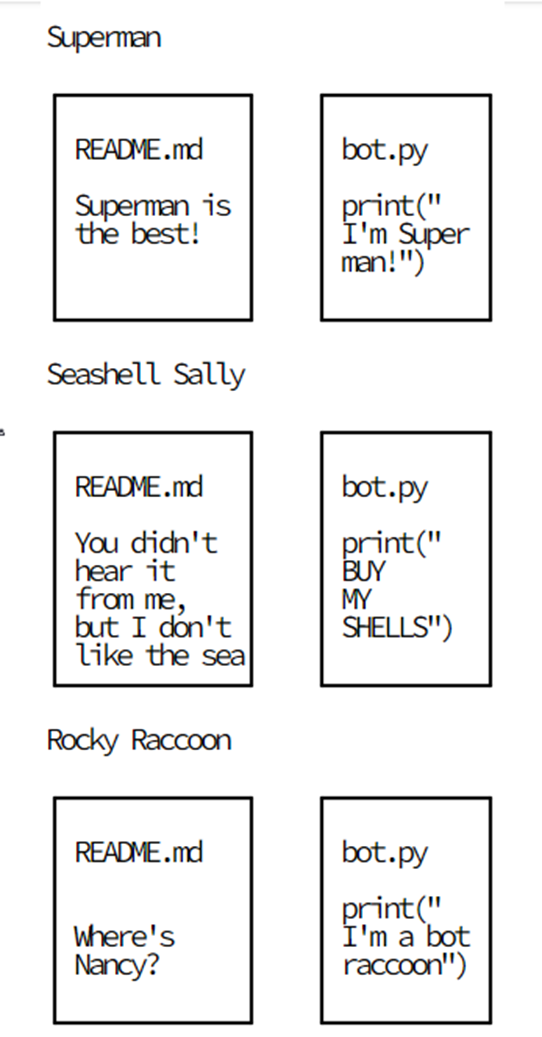 Superman
README.md
Superman is
the best!
bot.py
print("
I'm Super
man!")
Seashell Sally
README.md
You didn't
hear it
from me,
but I don't
like the sea
bot.py
print("
BUY
MY
SHELLS")
Rocky Raccoon
README.md
Where's
Nancy?
bot.py
print("
I'm a bot
raccoon")